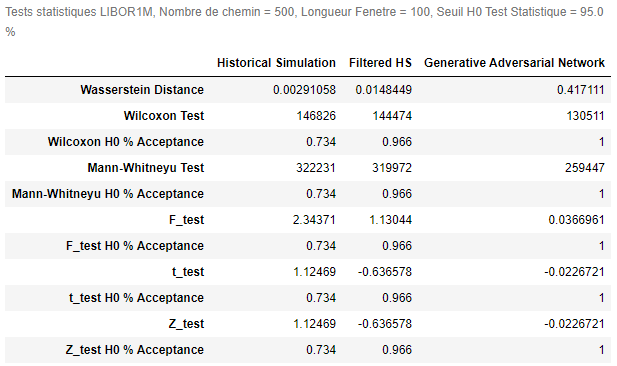 Tests statistiques LIBOR1M, Nombre de chemin = 500, Longueur Fenetre = 100, Seuil H0 Test Statistique = 95.0
%
Historical Simulation Filtered HS Generative Adversarial Network
Wasserstein Distance 0.00291058 0.0148449 0.417111
Wilcoxon Test 146826 144474 130511
Wilcoxon H0 % Acceptance 0.734 0.966 1
Mann-Whitneyu Test 322231 319972 259447
Mann-Whitneyu H0 % Acceptance 0.734 0.966 1
F_test 2.34371 1.13044 0.0366961
F_test H0 % Acceptance 0.734 0.966 1
t_test 1.12469 -0.636578 -0.0226721
t_test H0 % Acceptance 0.734 0.966 1
Z_test 1.12469 -0.636578 -0.0226721
Z_test H0 % Acceptance 0.734 0.966 1